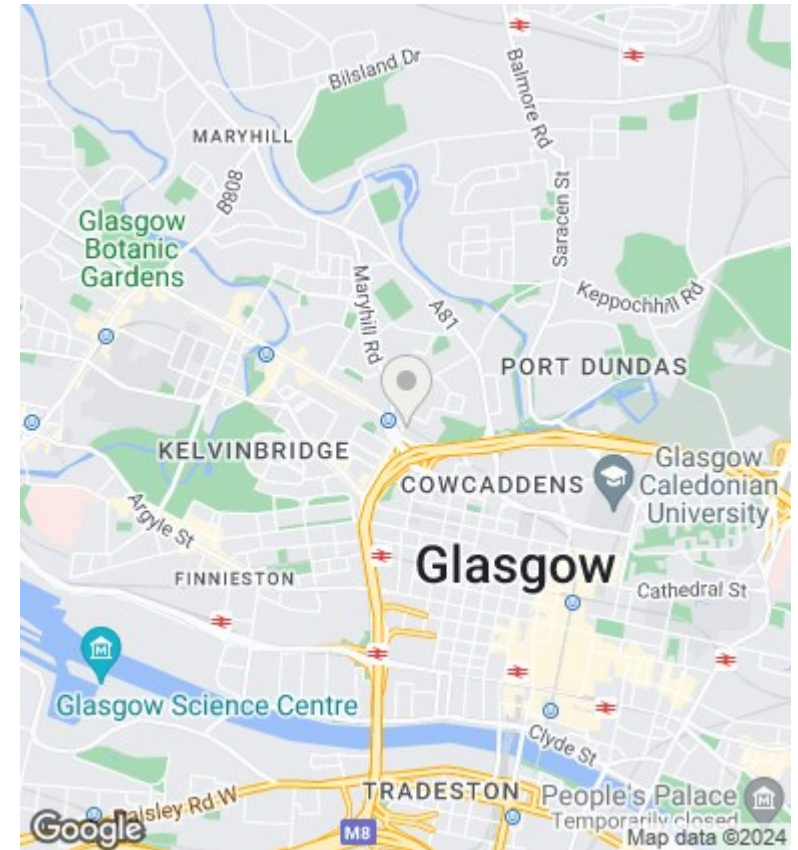 Bilsland Dr
Balmore Rd
MARYHILL
B808
Saracen St
Glasgow
Botanic
Gardens
Maryhill Rd
A81
Keppochhill Rd
PORT DUNDAS
KELVINBRIDGE
COWCADDENS
Glasgow
Caledonian
University
Argyle St
Glasgow
FINNIESTON
Cathedral St
Glasgow Science Centre
Clyde St
TRADESTON
People's Palace
Temporarily closed
Paisley Rd W
M8
Google
Map data ©2024